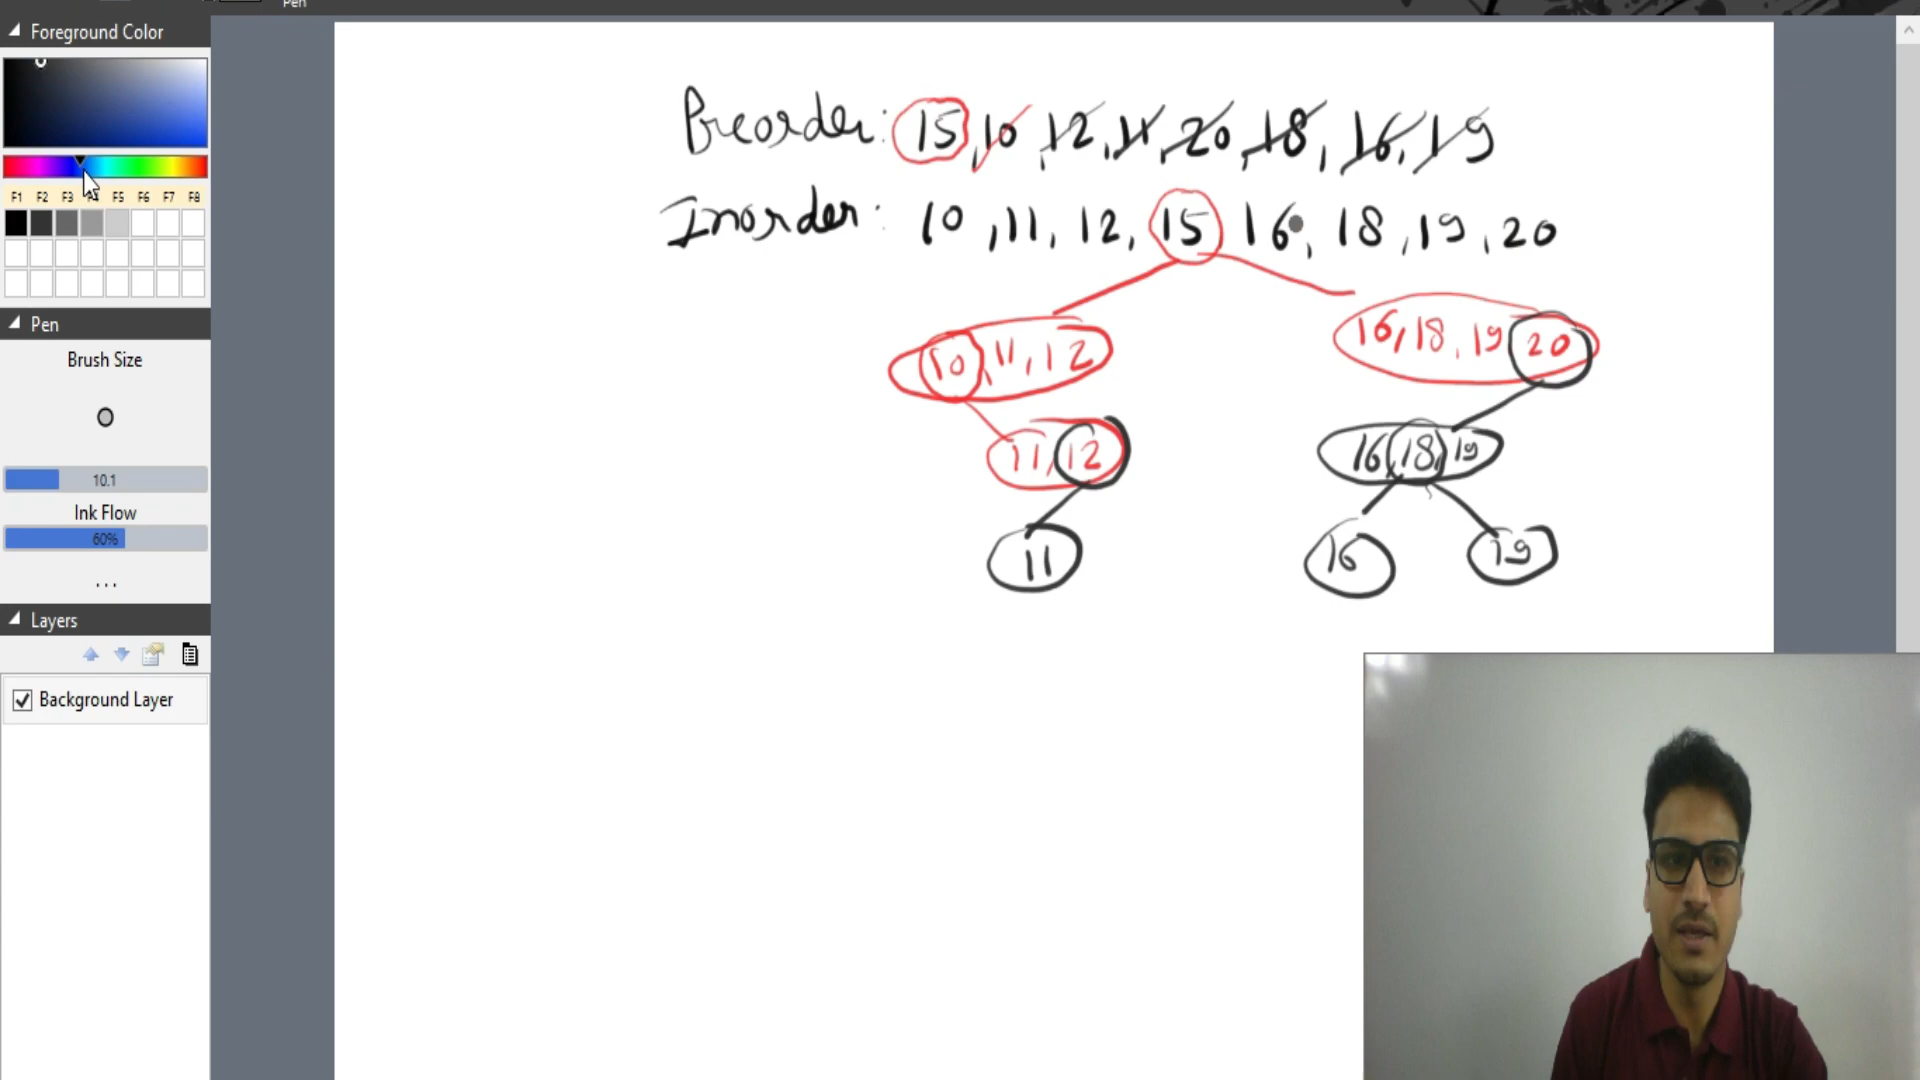 Pen
Foreground Color
F1 F2 F3 F4 F5 F6 F7 F8
Pen
Brush Size
10.1
Ink Flow
60%
...
Layers
Background Layer
Preorder: 15, 10, 12, 11, 20, 18, 16, 19
Inorder: 10, 11, 12, 15 16, 18, 19, 20
10, 11, 12
16, 18, 19 20
11, 12
16, 18, 19
11
16
19